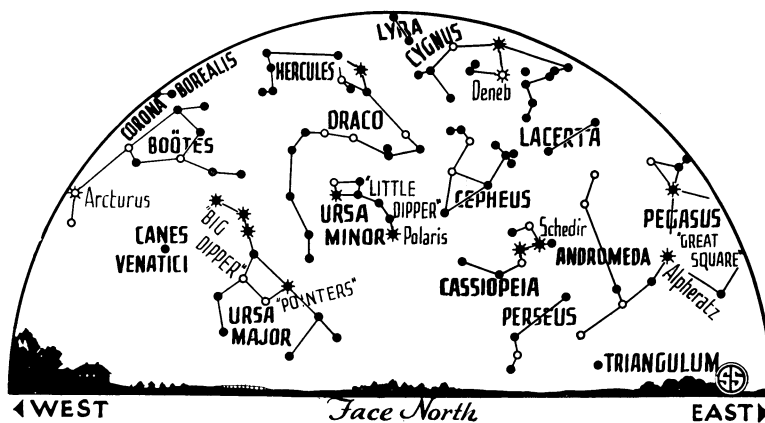 LYRA
CYGNUS
HERCULES
Deneb
CORONA BOREALIS
BOÖTES
DRACO
LACERTA
Arcturus
"LITTLE
DIPPER"
URSA
MINOR
Polaris
CEPHEUS
"BIG
DIPPER"
CANES
VENATICI
Schedir
PEGASUS
"GREAT
SQUARE"
ANDROMEDA
Alpheratz
CASSIOPEIA
"POINTERS"
URSA
MAJOR
PERSEUS
TRIANGULUM
SS
WEST
Face North
EAST